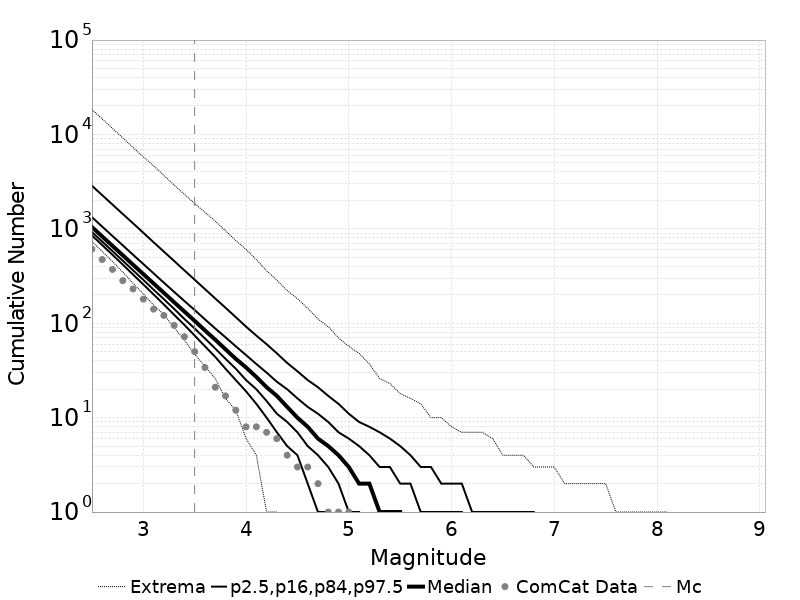 10^5
10^4
10^3
10^2
10^1
10^0
Cumulative Number
3 4 5 6 7 8 9
Magnitude
Extrema p2.5,p16,p84,p97.5 Median ComCat Data Mc